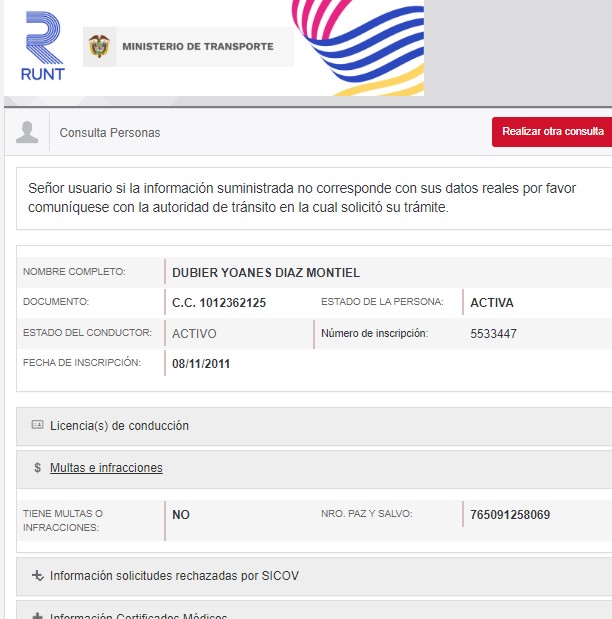 RUNT
MINISTERIO DE TRANSPORTE
Consulta Personas
Realizar otra consulta
Señor usuario si la información suministrada no corresponde con sus datos reales por favor
comuníquese con la autoridad de tránsito en la cual solicitó su trámite.
NOMBRE COMPLETO: DUBIER YOANES DIAZ MONTIEL
DOCUMENTO: C.C. 1012362125 ESTADO DE LA PERSONA: ACTIVA
ESTADO DEL CONDUCTOR: ACTIVO Número de inscripción: 5533447
FECHA DE INSCRIPCIÓN: 08/11/2011
Licencia(s) de conducción
$ Multas e infracciones
TIENE MULTAS O
INFRACCIONES: NO NRO. PAZ Y SALVO: 765091258069
Información solicitudes rechazadas por SICOV
Información Certificados Médicos